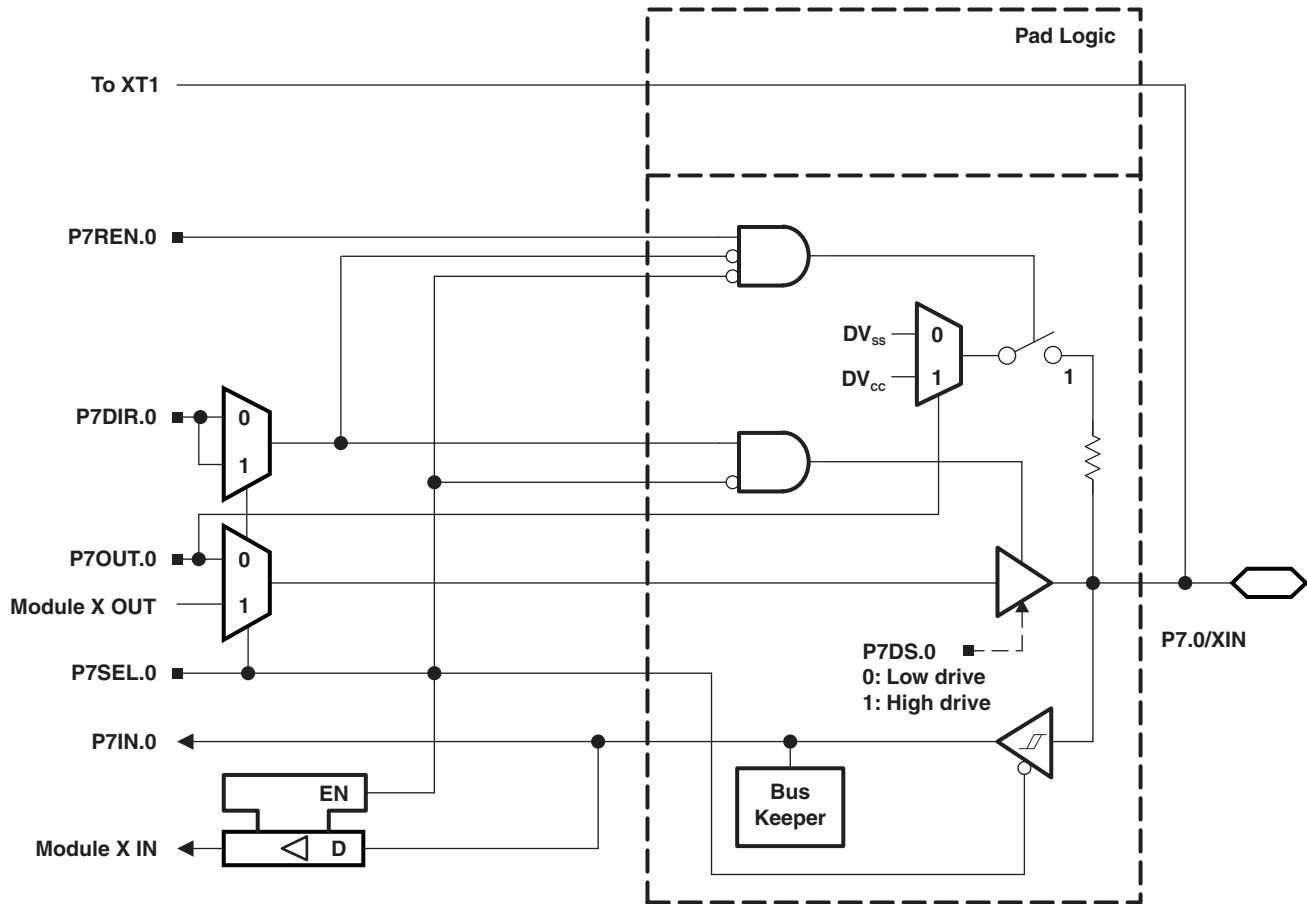 Pad Logic
To XT1
P7REN.0
DVSS
0
DVCC
1
1
P7DIR.0
0
1
P7OUT.0
0
Module X OUT
1
P7DS.0
0: Low drive
1: High drive
P7.0/XIN
P7SEL.0
P7IN.0
EN
Bus
Keeper
Module X IN
D